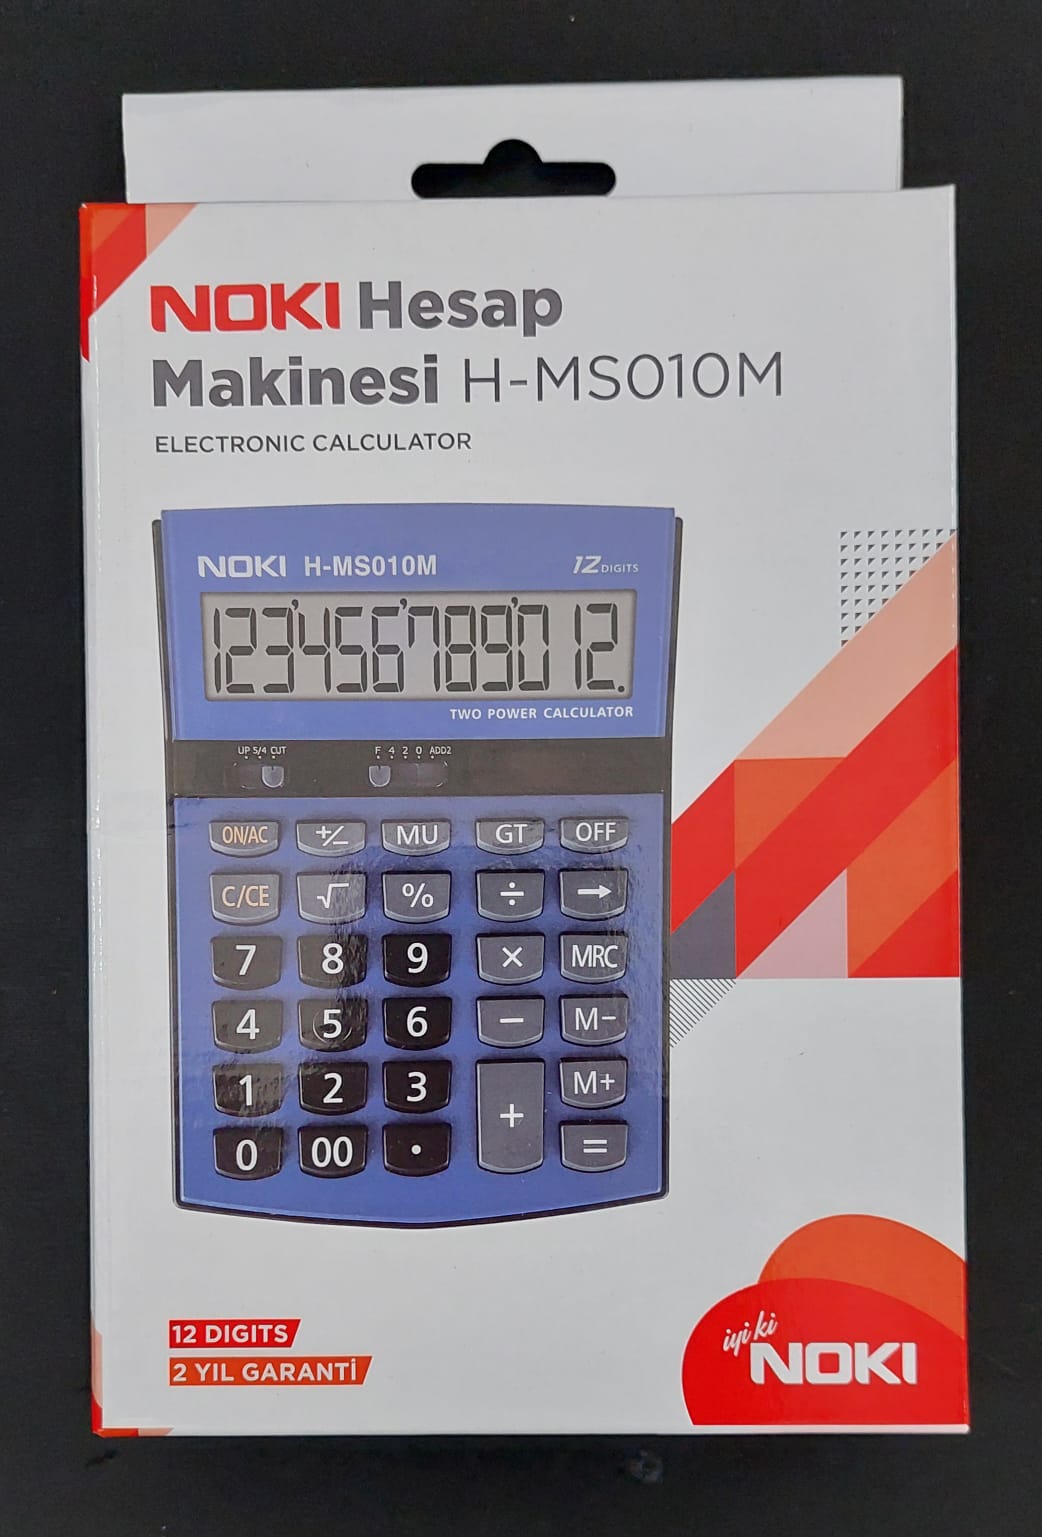 NOKI Hesap
Makinesi H-MS010M
ELECTRONIC CALCULATOR
NOKI H-MS010M 12 DIGITS
123'456'789'012.
TWO POWER CALCULATOR
UP 5/4 CUT F 4 2 0 ADD2
ON/AC +/− MU GT OFF
C/CE √ % ÷ →
7 8 9 × MRC
4 5 6 − M−
1 2 3 + M+
0 00 . =
12 DIGITS
2 YIL GARANTİ
iyi ki
NOKI